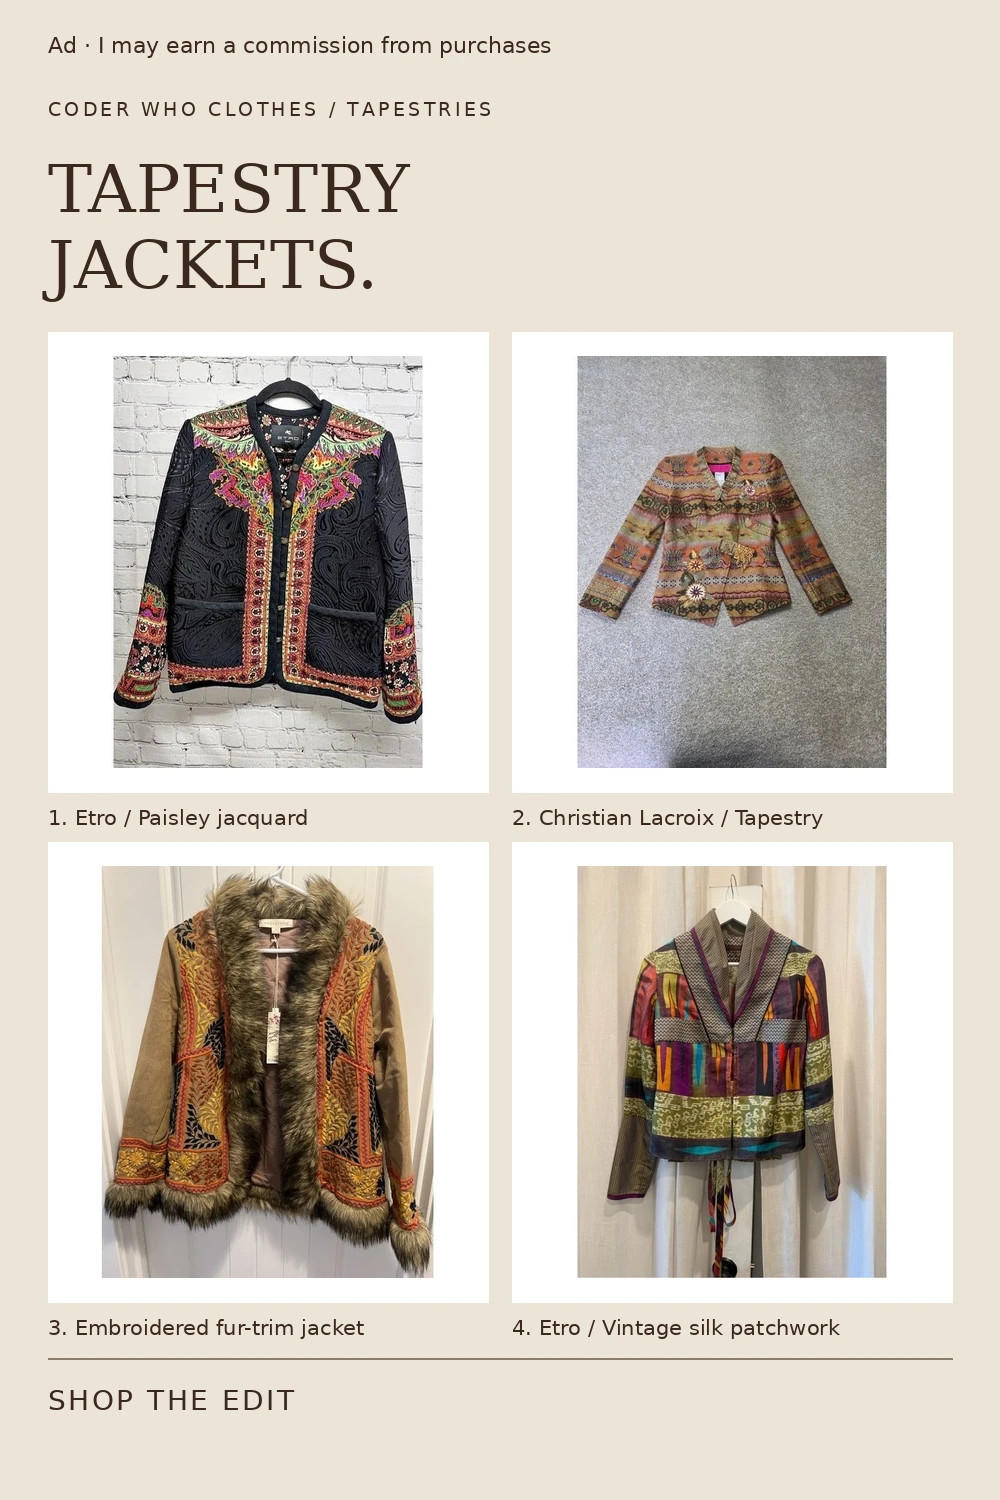 Ad · I may earn a commission from purchases
CODER WHO CLOTHES / TAPESTRIES
TAPESTRY
JACKETS.
ETRO
1. Etro / Paisley jacquard
2. Christian Lacroix / Tapestry
3. Embroidered fur-trim jacket
4. Etro / Vintage silk patchwork
SHOP THE EDIT